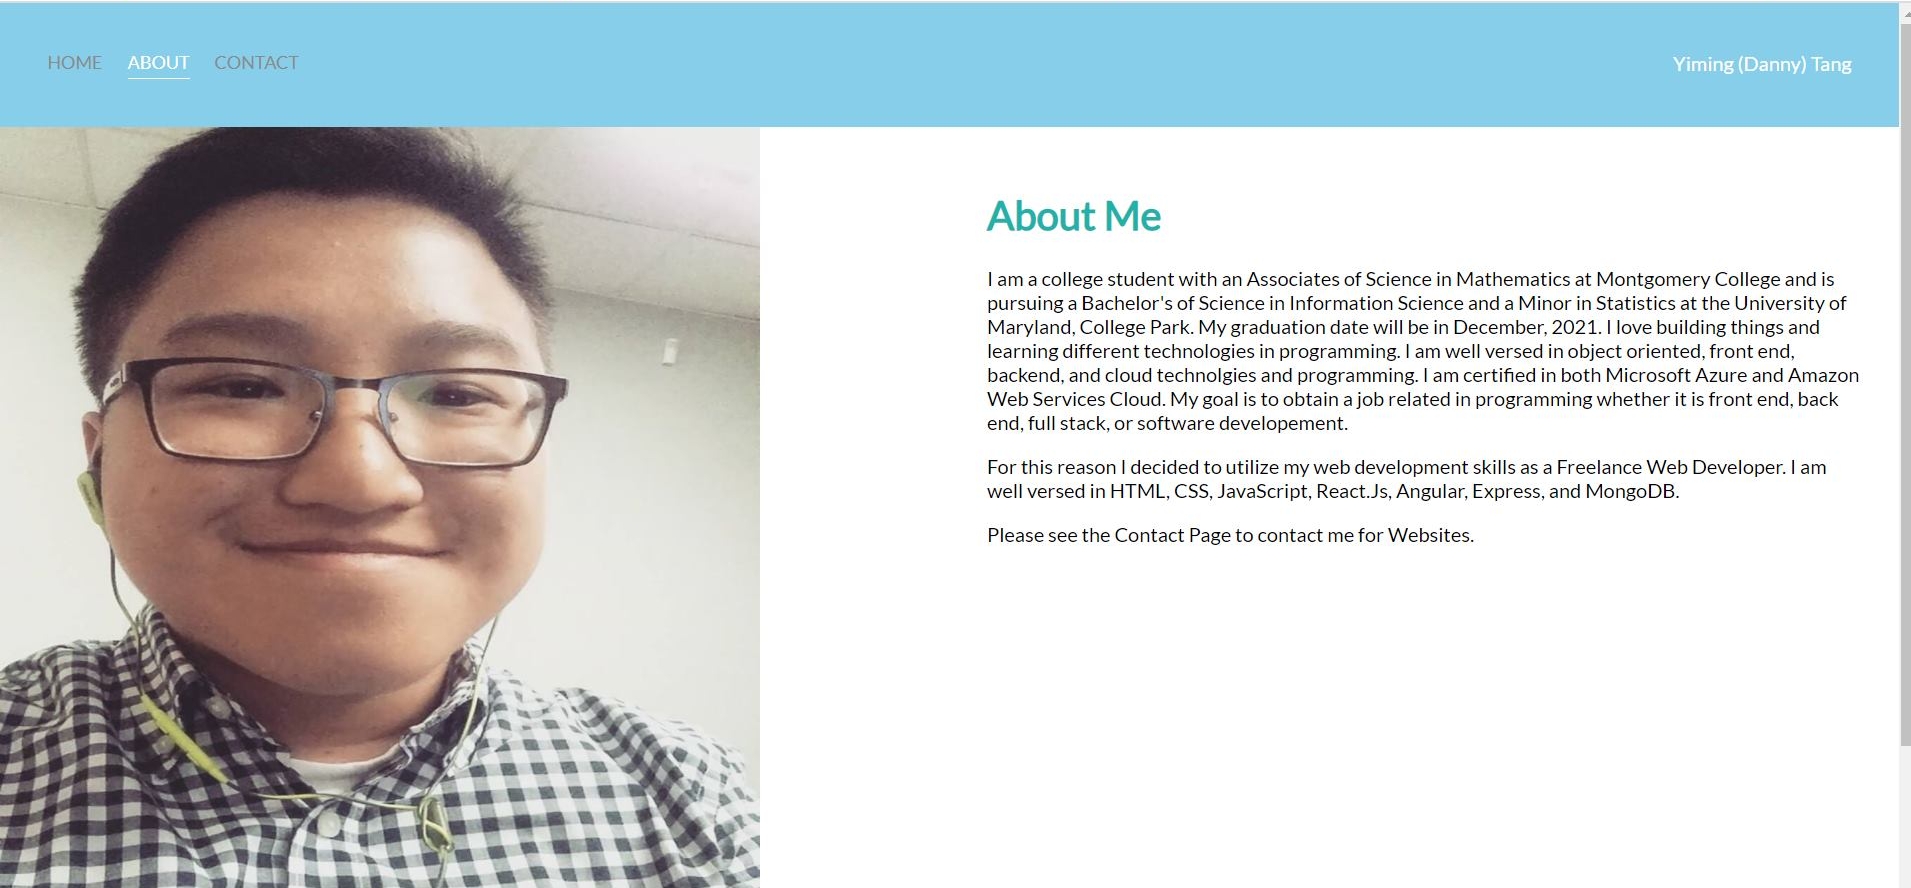 HOME ABOUT CONTACT
Yiming (Danny) Tang
About Me
I am a college student with an Associates of Science in Mathematics at Montgomery College and is
pursuing a Bachelor's of Science in Information Science and a Minor in Statistics at the University of
Maryland, College Park. My graduation date will be in December, 2021. I love building things and
learning different technologies in programming. I am well versed in object oriented, front end,
backend, and cloud technolgies and programming. I am certified in both Microsoft Azure and Amazon
Web Services Cloud. My goal is to obtain a job related in programming whether it is front end, back
end, full stack, or software developement.
For this reason I decided to utilize my web development skills as a Freelance Web Developer. I am
well versed in HTML, CSS, JavaScript, React.Js, Angular, Express, and MongoDB.
Please see the Contact Page to contact me for Websites.